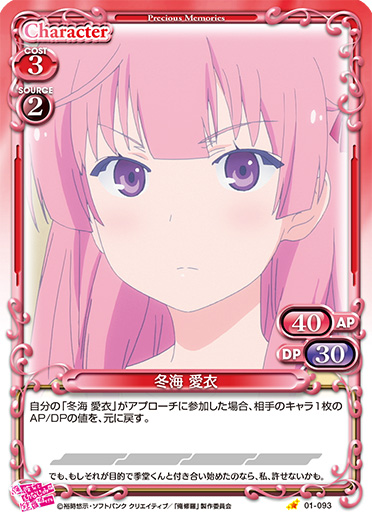 Precious Memories
Character
COST
3
SOURCE
2
40 AP
DP 30
冬海 愛衣
自分の「冬海 愛衣」がアプローチに参加した場合、相手のキャラ1枚の
AP/DPの値を、元に戻す。
でも、もしそれが目的で季堂くんと付き合い始めたのなら、私、許せないかも。
©裕時悠示・ソフトバンク クリエイティブ/「俺修羅」製作委員会
01-093